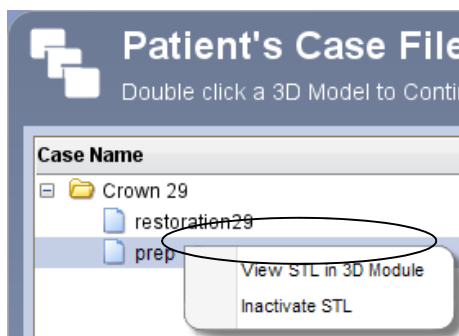 Patient's Case File
Double click a 3D Model to Conti
Case Name
Crown 29
restoration29
prep
View STL in 3D Module
Inactivate STL